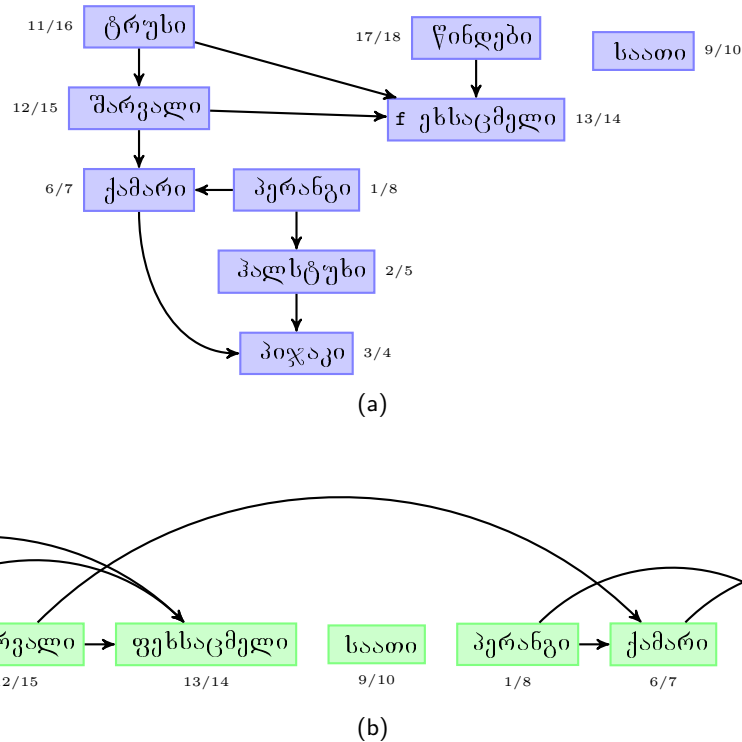 11/16 ტრუსი
17/18 წინდები
საათი 9/10
12/15 შარვალი
f ეხსაცმელი 13/14
6/7 ქამარი
პერანგი 1/8
ჰალსტუხი 2/5
პიჯაკი 3/4
(a)
რვალი ფეხსაცმელი საათი პერანგი ქამარი
2/15 13/14 9/10 1/8 6/7
(b)